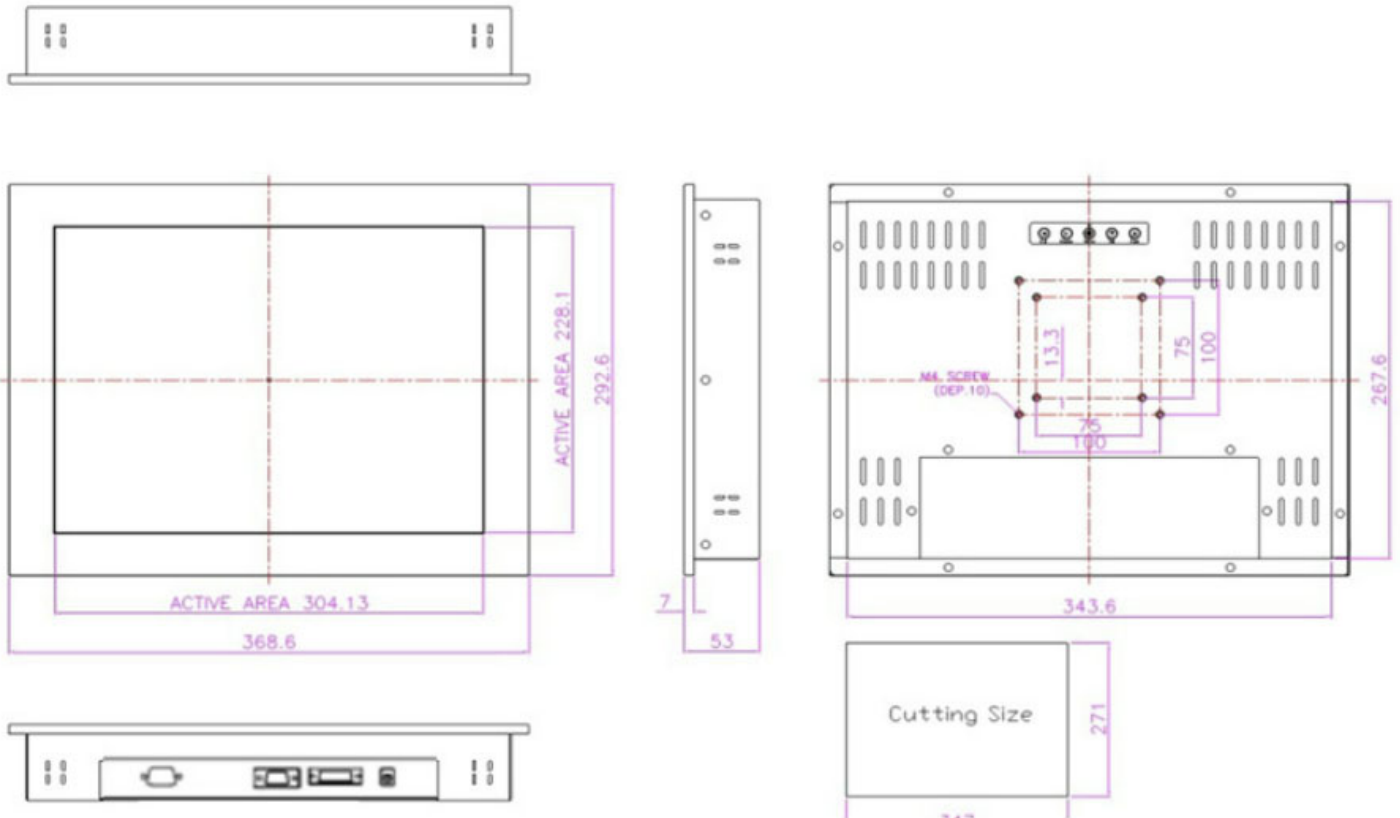 ACTIVE AREA 228.1
292.6
ACTIVE AREA 304.13
368.6
7
53
13.3
75
100
M4 SCREW
(DEP.10)
75
100
267.6
343.6
Cutting Size
271